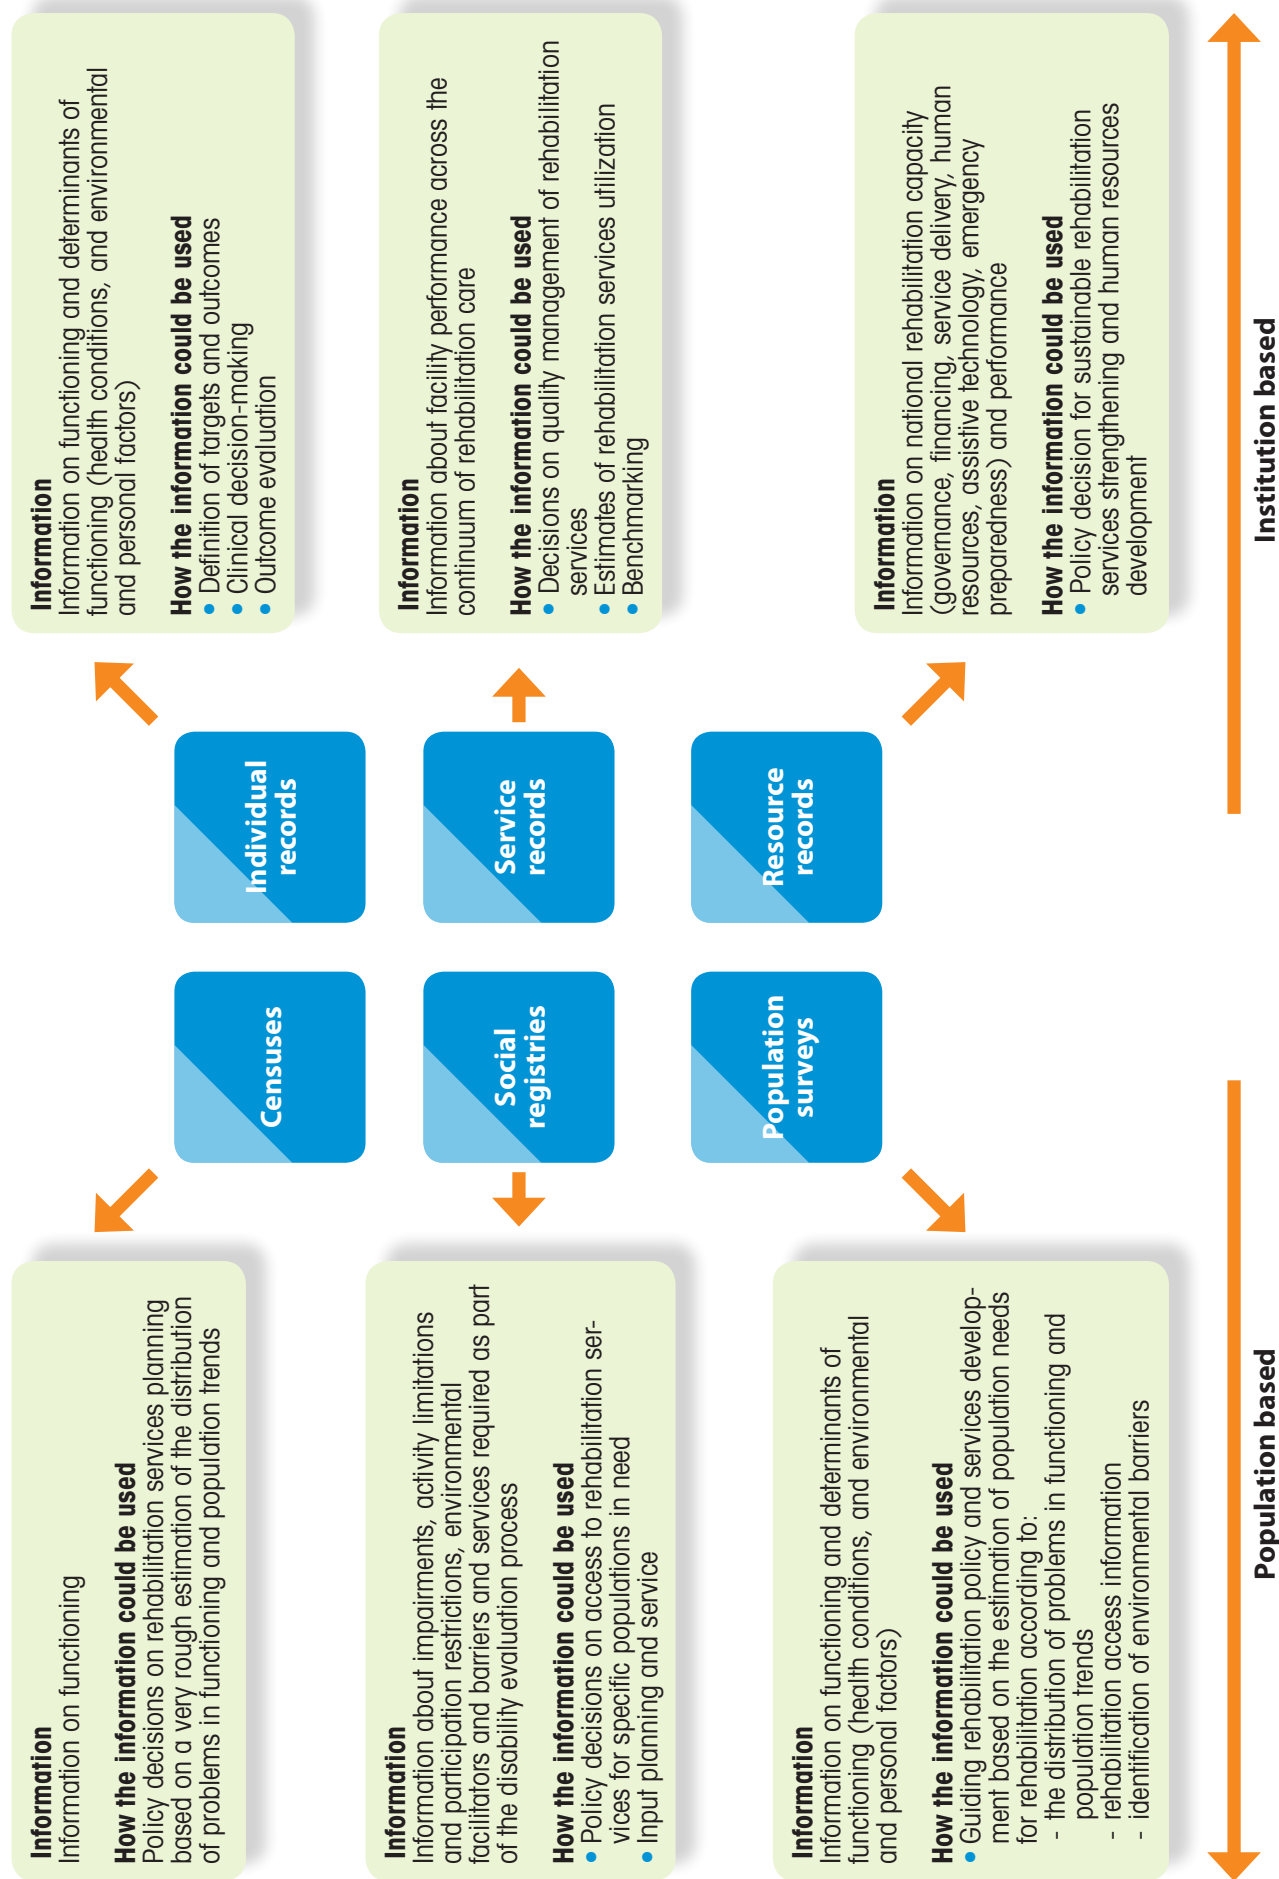 Information
Information on functioning
How the information could be used
Policy decisions on rehabilitation services planning
based on a very rough estimation of the distribution
of problems in functioning and population trends
Censuses
Individual
records
Information
Information on functioning and determinants of
functioning (health conditions, and environmental
and personal factors)
How the information could be used
• Definition of targets and outcomes
• Clinical decision-making
• Outcome evaluation
Information
Information about impairments, activity limitations
and participation restrictions, environmental
facilitators and barriers and services required as part
of the disability evaluation process
How the information could be used
• Policy decisions on access to rehabilitation ser-
vices for specific populations in need
• Input planning and service
Social
registries
Service
records
Information
Information about facility performance across the
continuum of rehabilitation care
How the information could be used
• Decisions on quality management of rehabilitation
services
• Estimates of rehabilitation services utilization
• Benchmarking
Information
Information on functioning and determinants of
functioning (health conditions, and environmental
and personal factors)
How the information could be used
• Guiding rehabilitation policy and services develop-
ment based on the estimation of population needs
for rehabilitation according to:
- the distribution of problems in functioning and
population trends
- rehabilitation access information
- identification of environmental barriers
Population
surveys
Resource
records
Information
Information on national rehabilitation capacity
(governance, financing, service delivery, human
resources, assistive technology, emergency
preparedness) and performance
How the information could be used
• Policy decision for sustainable rehabilitation
services strengthening and human resources
development
Population based
Institution based